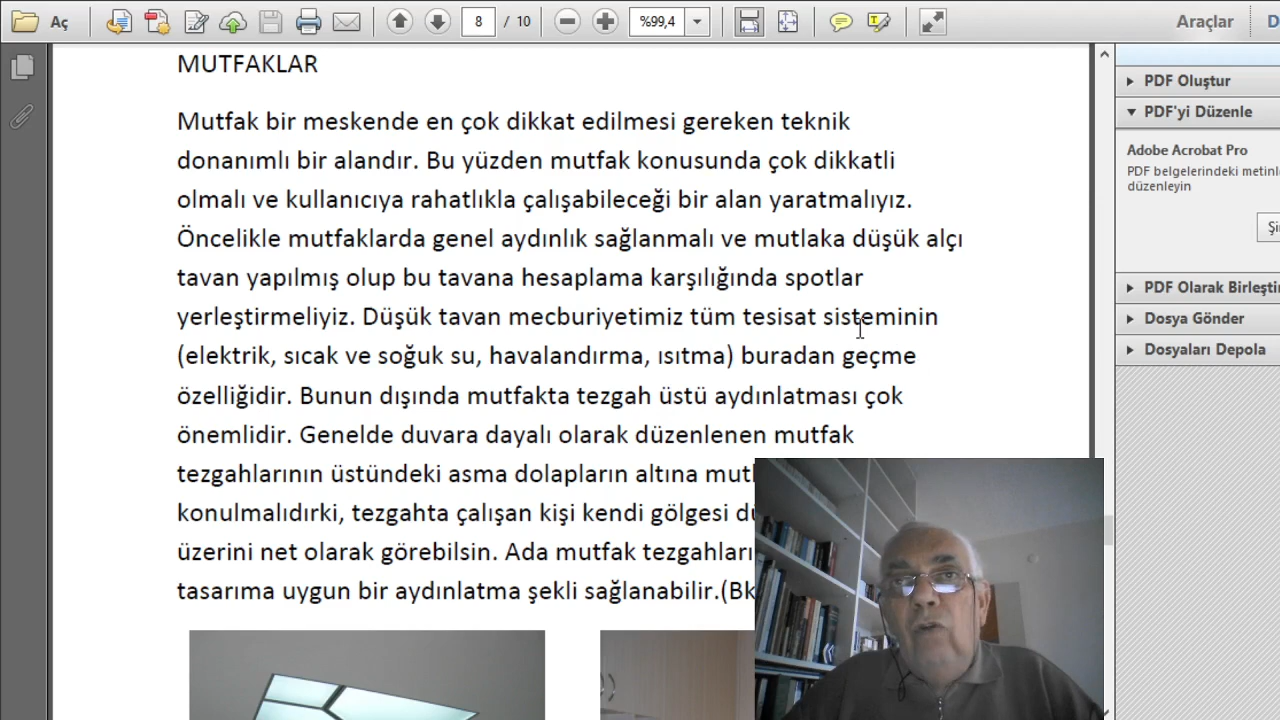 Aç
8 / 10
%99,4
Araçlar
MUTFAKLAR
Mutfak bir meskende en çok dikkat edilmesi gereken teknik
donanımlı bir alandır. Bu yüzden mutfak konusunda çok dikkatli
olmalı ve kullanıcıya rahatlıkla çalışabileceği bir alan yaratmalıyız.
Öncelikle mutfaklarda genel aydınlık sağlanmalı ve mutlaka düşük alçı
tavan yapılmış olup bu tavana hesaplama karşılığında spotlar
yerleştirmeliyiz. Düşük tavan mecburiyetimiz tüm tesisat sisteminin
(elektrik, sıcak ve soğuk su, havalandırma, ısıtma) buradan geçme
özelliğidir. Bunun dışında mutfakta tezgah üstü aydınlatması çok
önemlidir. Genelde duvara dayalı olarak düzenlenen mutfak
tezgahlarının üstündeki asma dolapların altına
konulmalıdırki, tezgahta çalışan kişi kendi gölgesi
üzerini net olarak görebilsin. Ada mutfak tezgahları
tasarıma uygun bir aydınlatma şekli sağlanabilir.(Bk
PDF Oluştur
PDF'yi Düzenle
Adobe Acrobat Pro
PDF belgelerindeki
düzenleyin
PDF Olarak
Dosya Gönder
Dosyaları Depola